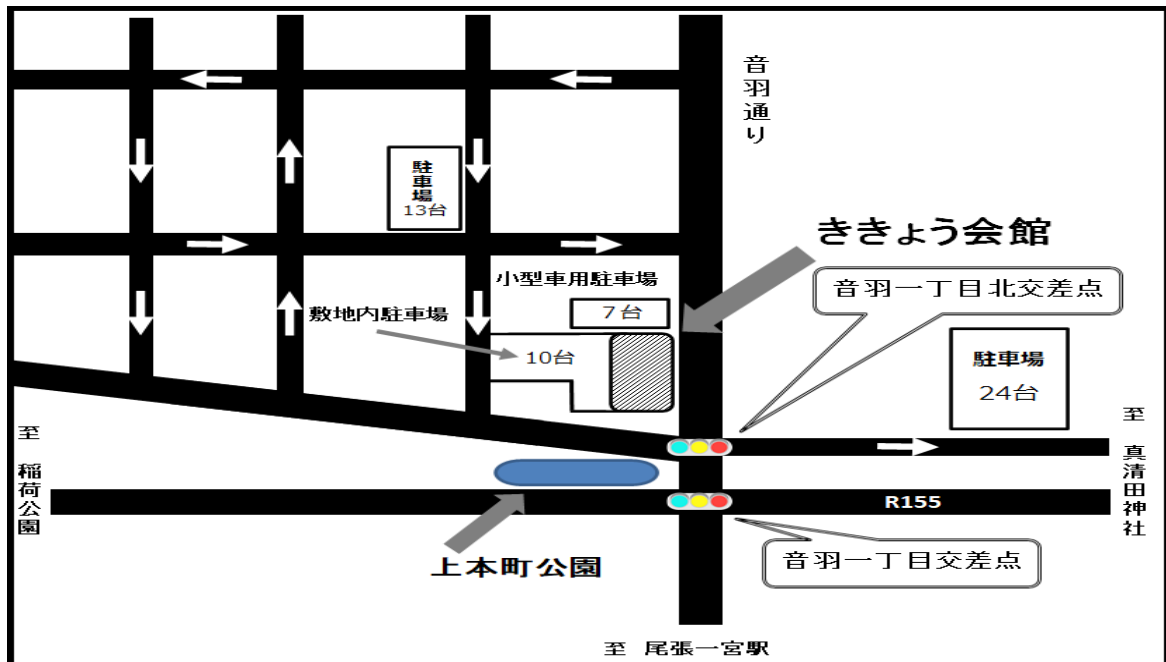 音羽通り
駐車場
13台
ききょう会館
小型車用駐車場
音羽一丁目北交差点
7台
敷地内駐車場
10台
駐車場
24台
至 稲荷公園
至 真清田神社
R155
上本町公園
音羽一丁目交差点
至 尾張一宮駅